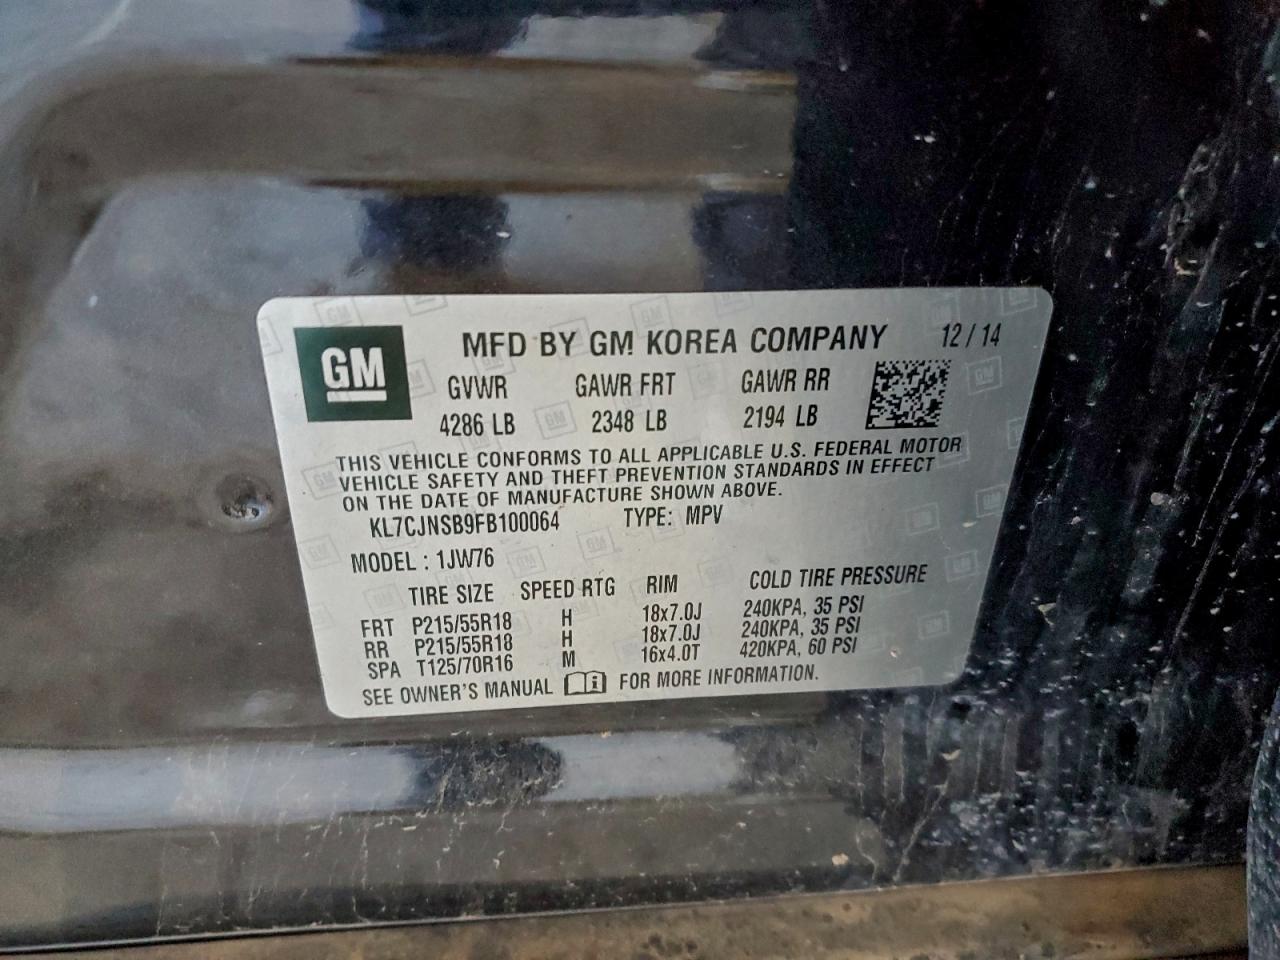 GM
MFD BY GM KOREA COMPANY 12 / 14
GVWR GAWR FRT GAWR RR
4286 LB 2348 LB 2194 LB
THIS VEHICLE CONFORMS TO ALL APPLICABLE U.S. FEDERAL MOTOR
VEHICLE SAFETY AND THEFT PREVENTION STANDARDS IN EFFECT
ON THE DATE OF MANUFACTURE SHOWN ABOVE.
KL7CJNSB9FB100064 TYPE: MPV
MODEL : 1JW76
TIRE SIZE SPEED RTG RIM COLD TIRE PRESSURE
FRT P215/55R18 H 18x7.0J 240KPA, 35 PSI
RR P215/55R18 H 18x7.0J 240KPA, 35 PSI
SPA T125/70R16 M 16x4.0T 420KPA, 60 PSI
SEE OWNER'S MANUAL FOR MORE INFORMATION.